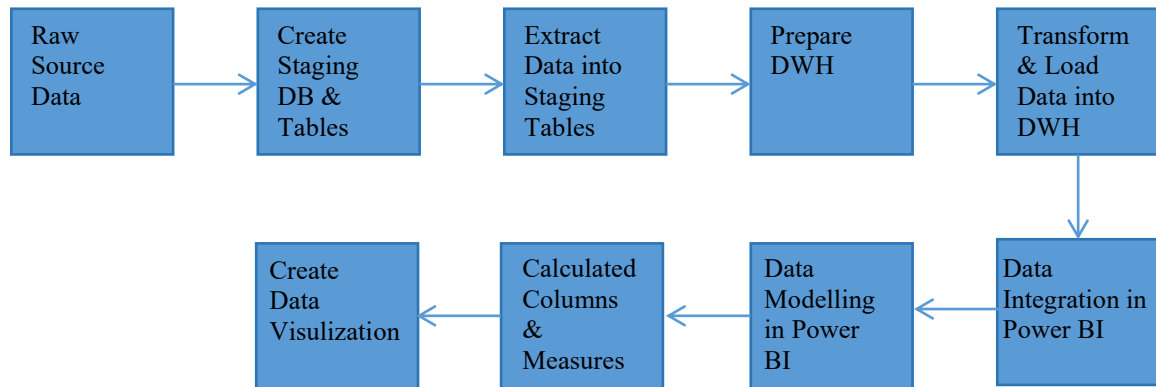 Raw
Source
Data
Create
Staging
DB &
Tables
Extract
Data into
Staging
Tables
Prepare
DWH
Transform
& Load
Data into
DWH
Data
Integration in
Power BI
Data
Modelling
in Power
BI
Calculated
Columns
&
Measures
Create
Data
Visulization